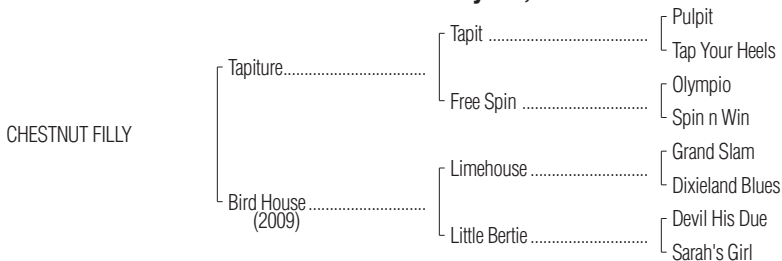 Pulpit
Tapit ........................................
Tap Your Heels
Tapiture...................................
Olympio
Free Spin ................................
Spin n Win
CHESTNUT FILLY
Grand Slam
Limehouse ..............................
Dixieland Blues
Bird House .............................
(2009)
Devil His Due
Little Bertie ..............................
Sarah's Girl